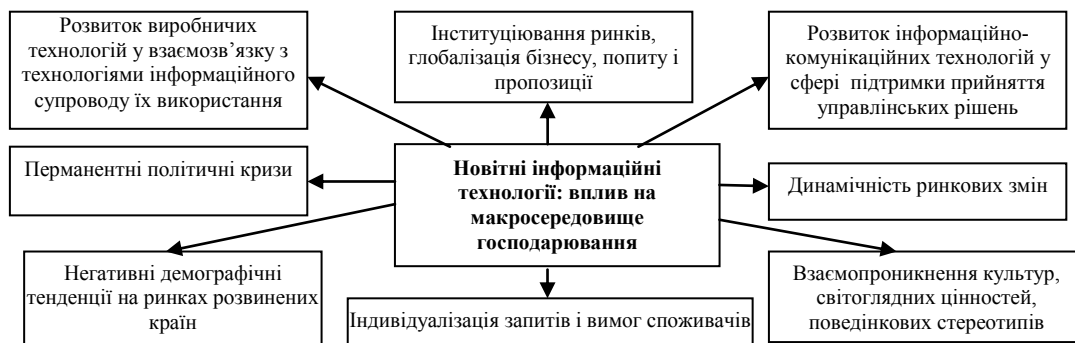 Розвиток виробничих
технологій у взаємозв’язку з
технологіями інформаційного
супроводу їх використання
Інституціювання ринків,
глобалізація бізнесу, попиту і
пропозиції
Розвиток інформаційно-
комунікаційних технологій у
сфері підтримки прийняття
управлінських рішень
Перманентні політичні кризи
Новітні інформаційні
технології: вплив на
макросередовище
господарювання
Динамічність ринкових змін
Негативні демографічні
тенденції на ринках розвинених
країн
Індивідуалізація запитів і вимог споживачів
Взаємопроникнення культур,
світоглядних цінностей,
поведінкових стереотипів